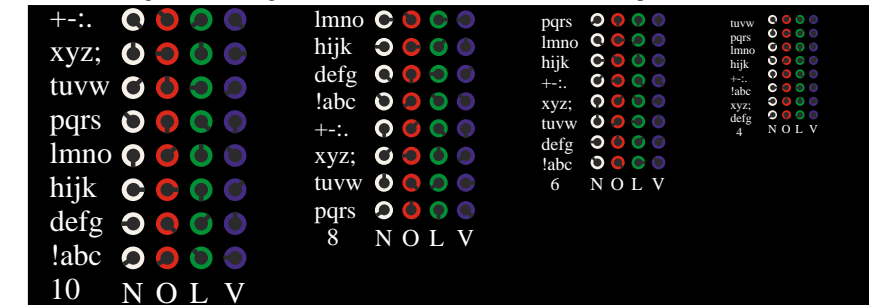 +-:.
xyz;
tuvw
pqrs
lmno
hijk
defg
!abc
10 N O L V
lmno
hijk
defg
!abc
+-:.
xyz;
tuvw
pqrs
8 N O L V
pqrs
lmno
hijk
+-:.
xyz;
tuvw
defg
!abc
6 N O L V
tuvw
pqrs
lmno
hijk
+-:.
!abc
xyz;
defg
4 N O L V